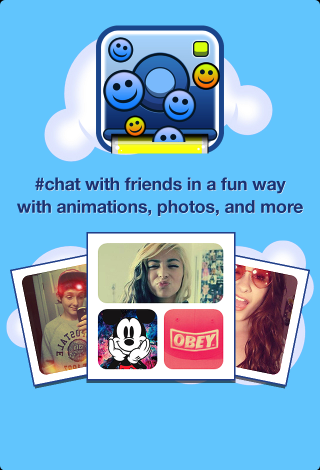 #chat with friends in a fun way
with animations, photos, and more
OBEY